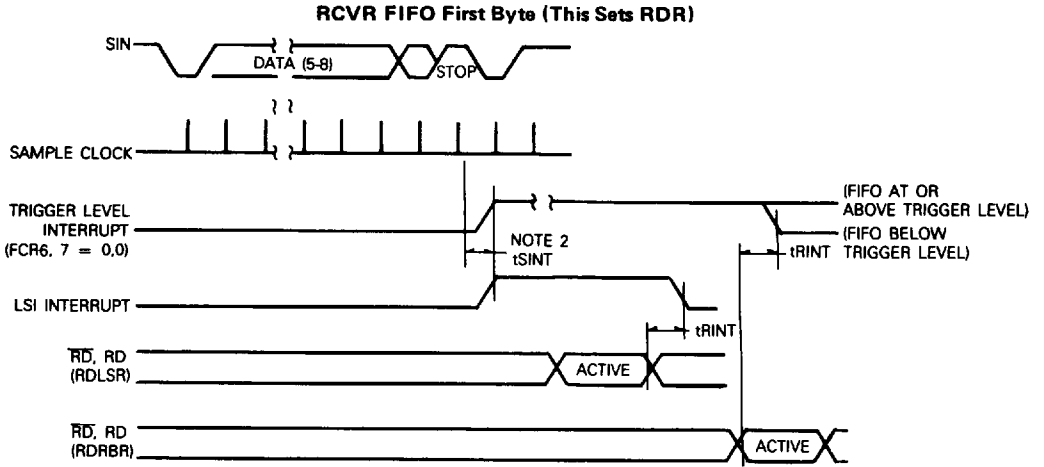 RCVR FIFO First Byte (This Sets RDR)
SIN
DATA (5-8)
STOP
SAMPLE CLOCK
TRIGGER LEVEL
INTERRUPT
(FCR6, 7 = 0,0)
NOTE 2
tSINT
(FIFO AT OR
ABOVE TRIGGER LEVEL)
(FIFO BELOW
TRIGGER LEVEL)
tRINT
LSI INTERRUPT
tRINT
R̅D̅, RD
(RDLSR)
ACTIVE
R̅D̅, RD
(RDRBR)
ACTIVE